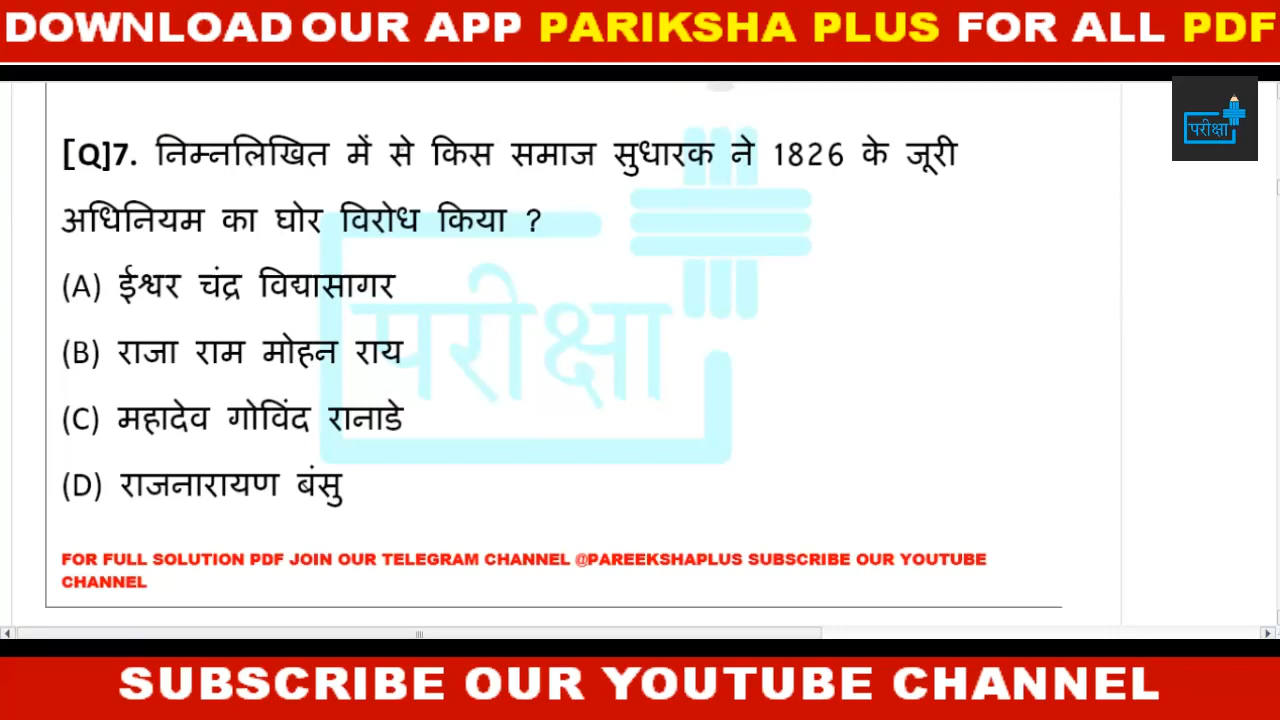 DOWNLOAD OUR APP PARIKSHA PLUS FOR ALL PDF
परीक्षा
[Q]7. निम्नलिखित में से किस समाज सुधारक ने 1826 के जूरी
अधिनियम का घोर विरोध किया ?
(A) ईश्वर चंद्र विद्यासागर
(B) राजा राम मोहन राय
(C) महादेव गोविंद रानाडे
(D) राजनारायण बंसु
परीक्षा
FOR FULL SOLUTION PDF JOIN OUR TELEGRAM CHANNEL @PAREEKSHAPLUS SUBSCRIBE OUR YOUTUBE
CHANNEL
SUBSCRIBE OUR YOUTUBE CHANNEL